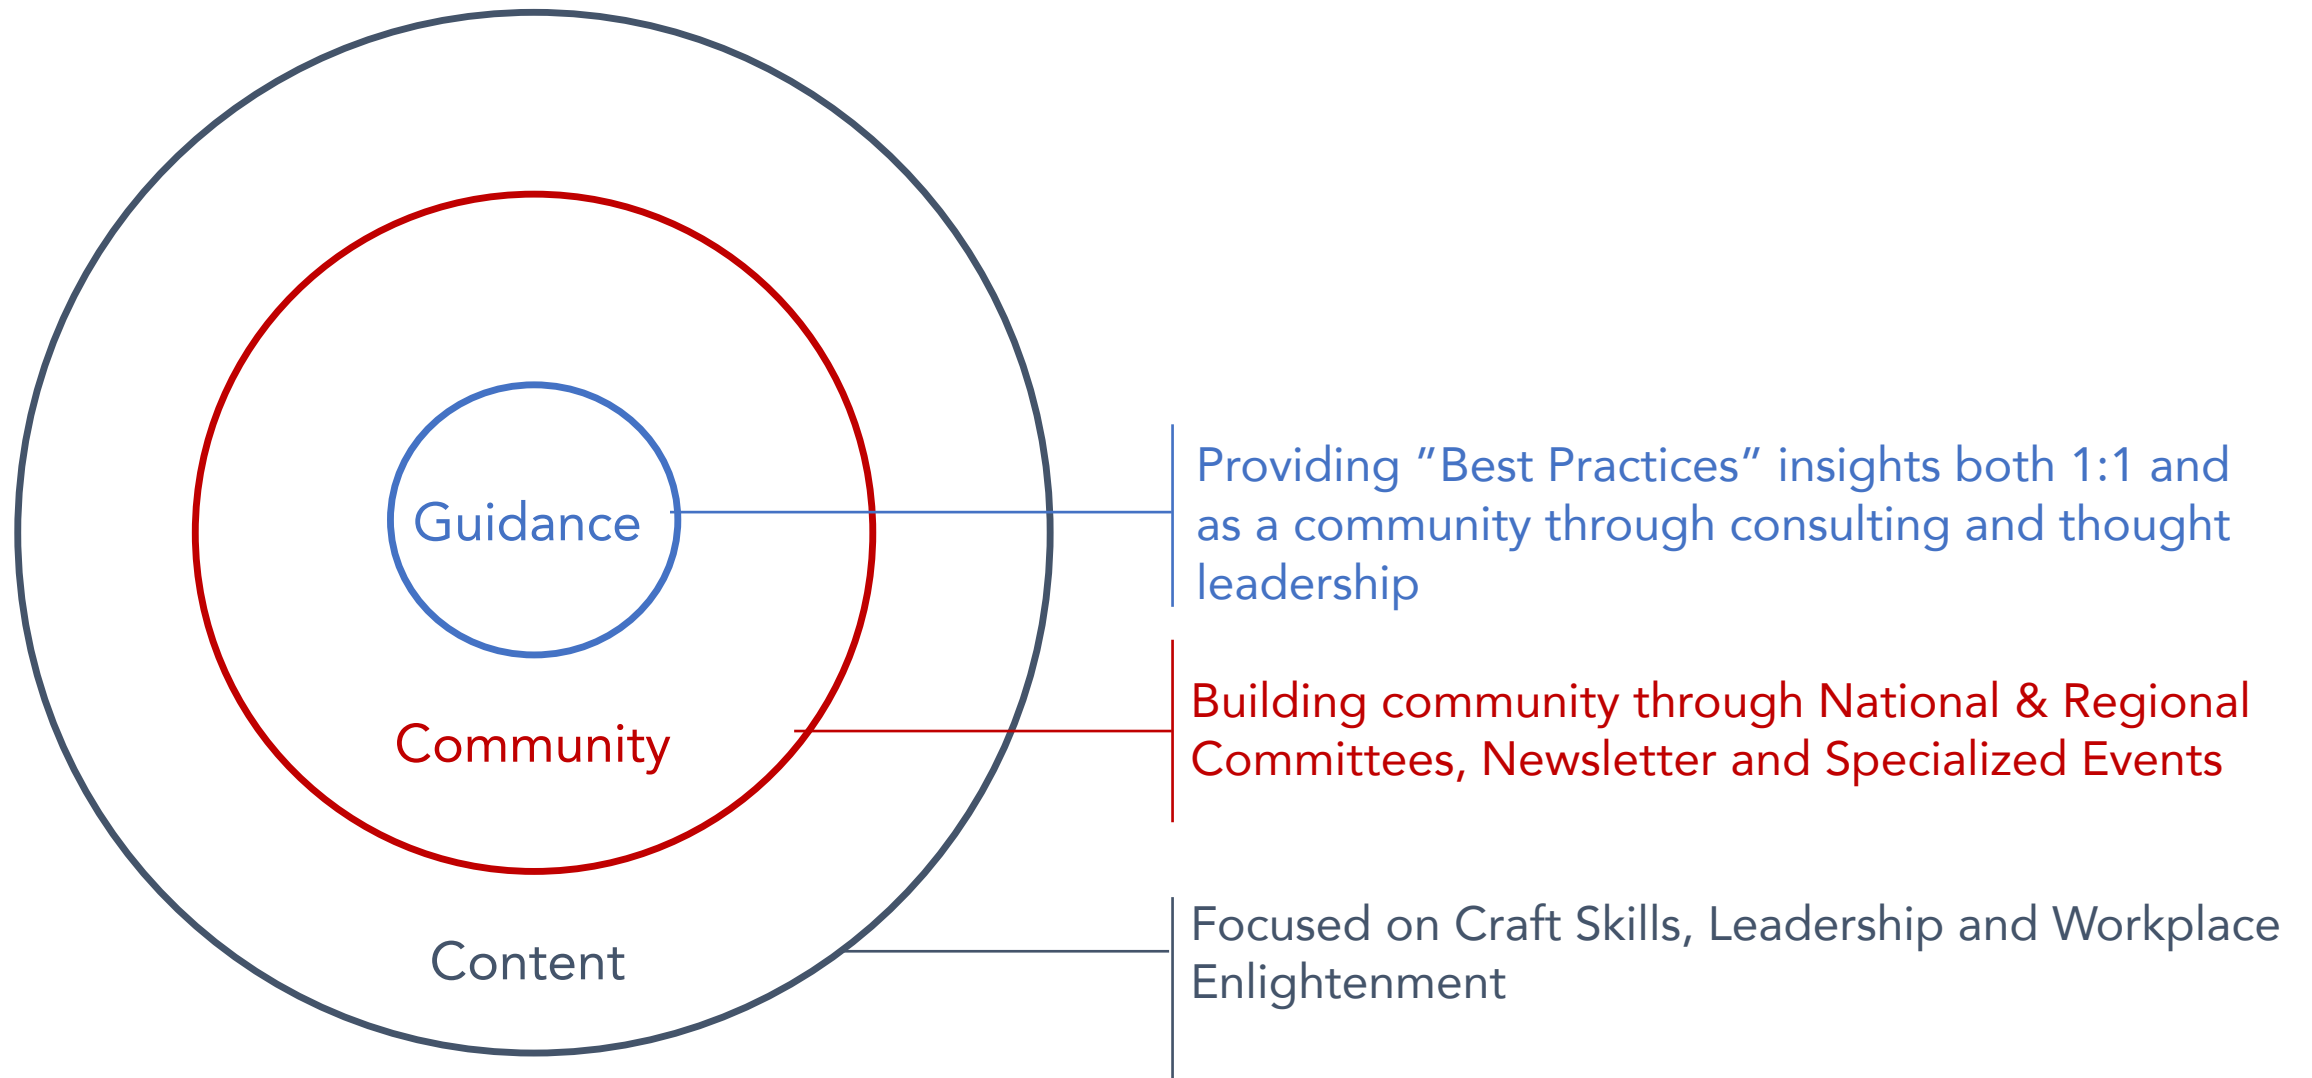 Guidance
Providing ”Best Practices” insights both 1:1 and
as a community through consulting and thought
leadership
Community
Building community through National & Regional
Committees, Newsletter and Specialized Events
Content
Focused on Craft Skills, Leadership and Workplace
Enlightenment